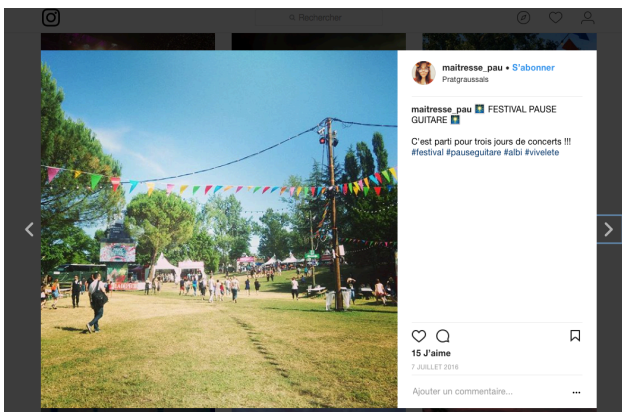 Rechercher
maitresse_pau • S'abonner
Pratgraussals
maitresse_pau 🎇 FESTIVAL PAUSE
GUITARE 🎇
C'est parti pour trois jours de concerts !!!
#festival #pauseguitare #albi #vivelete
15 J'aime
7 JUILLET 2016
Ajouter un commentaire...